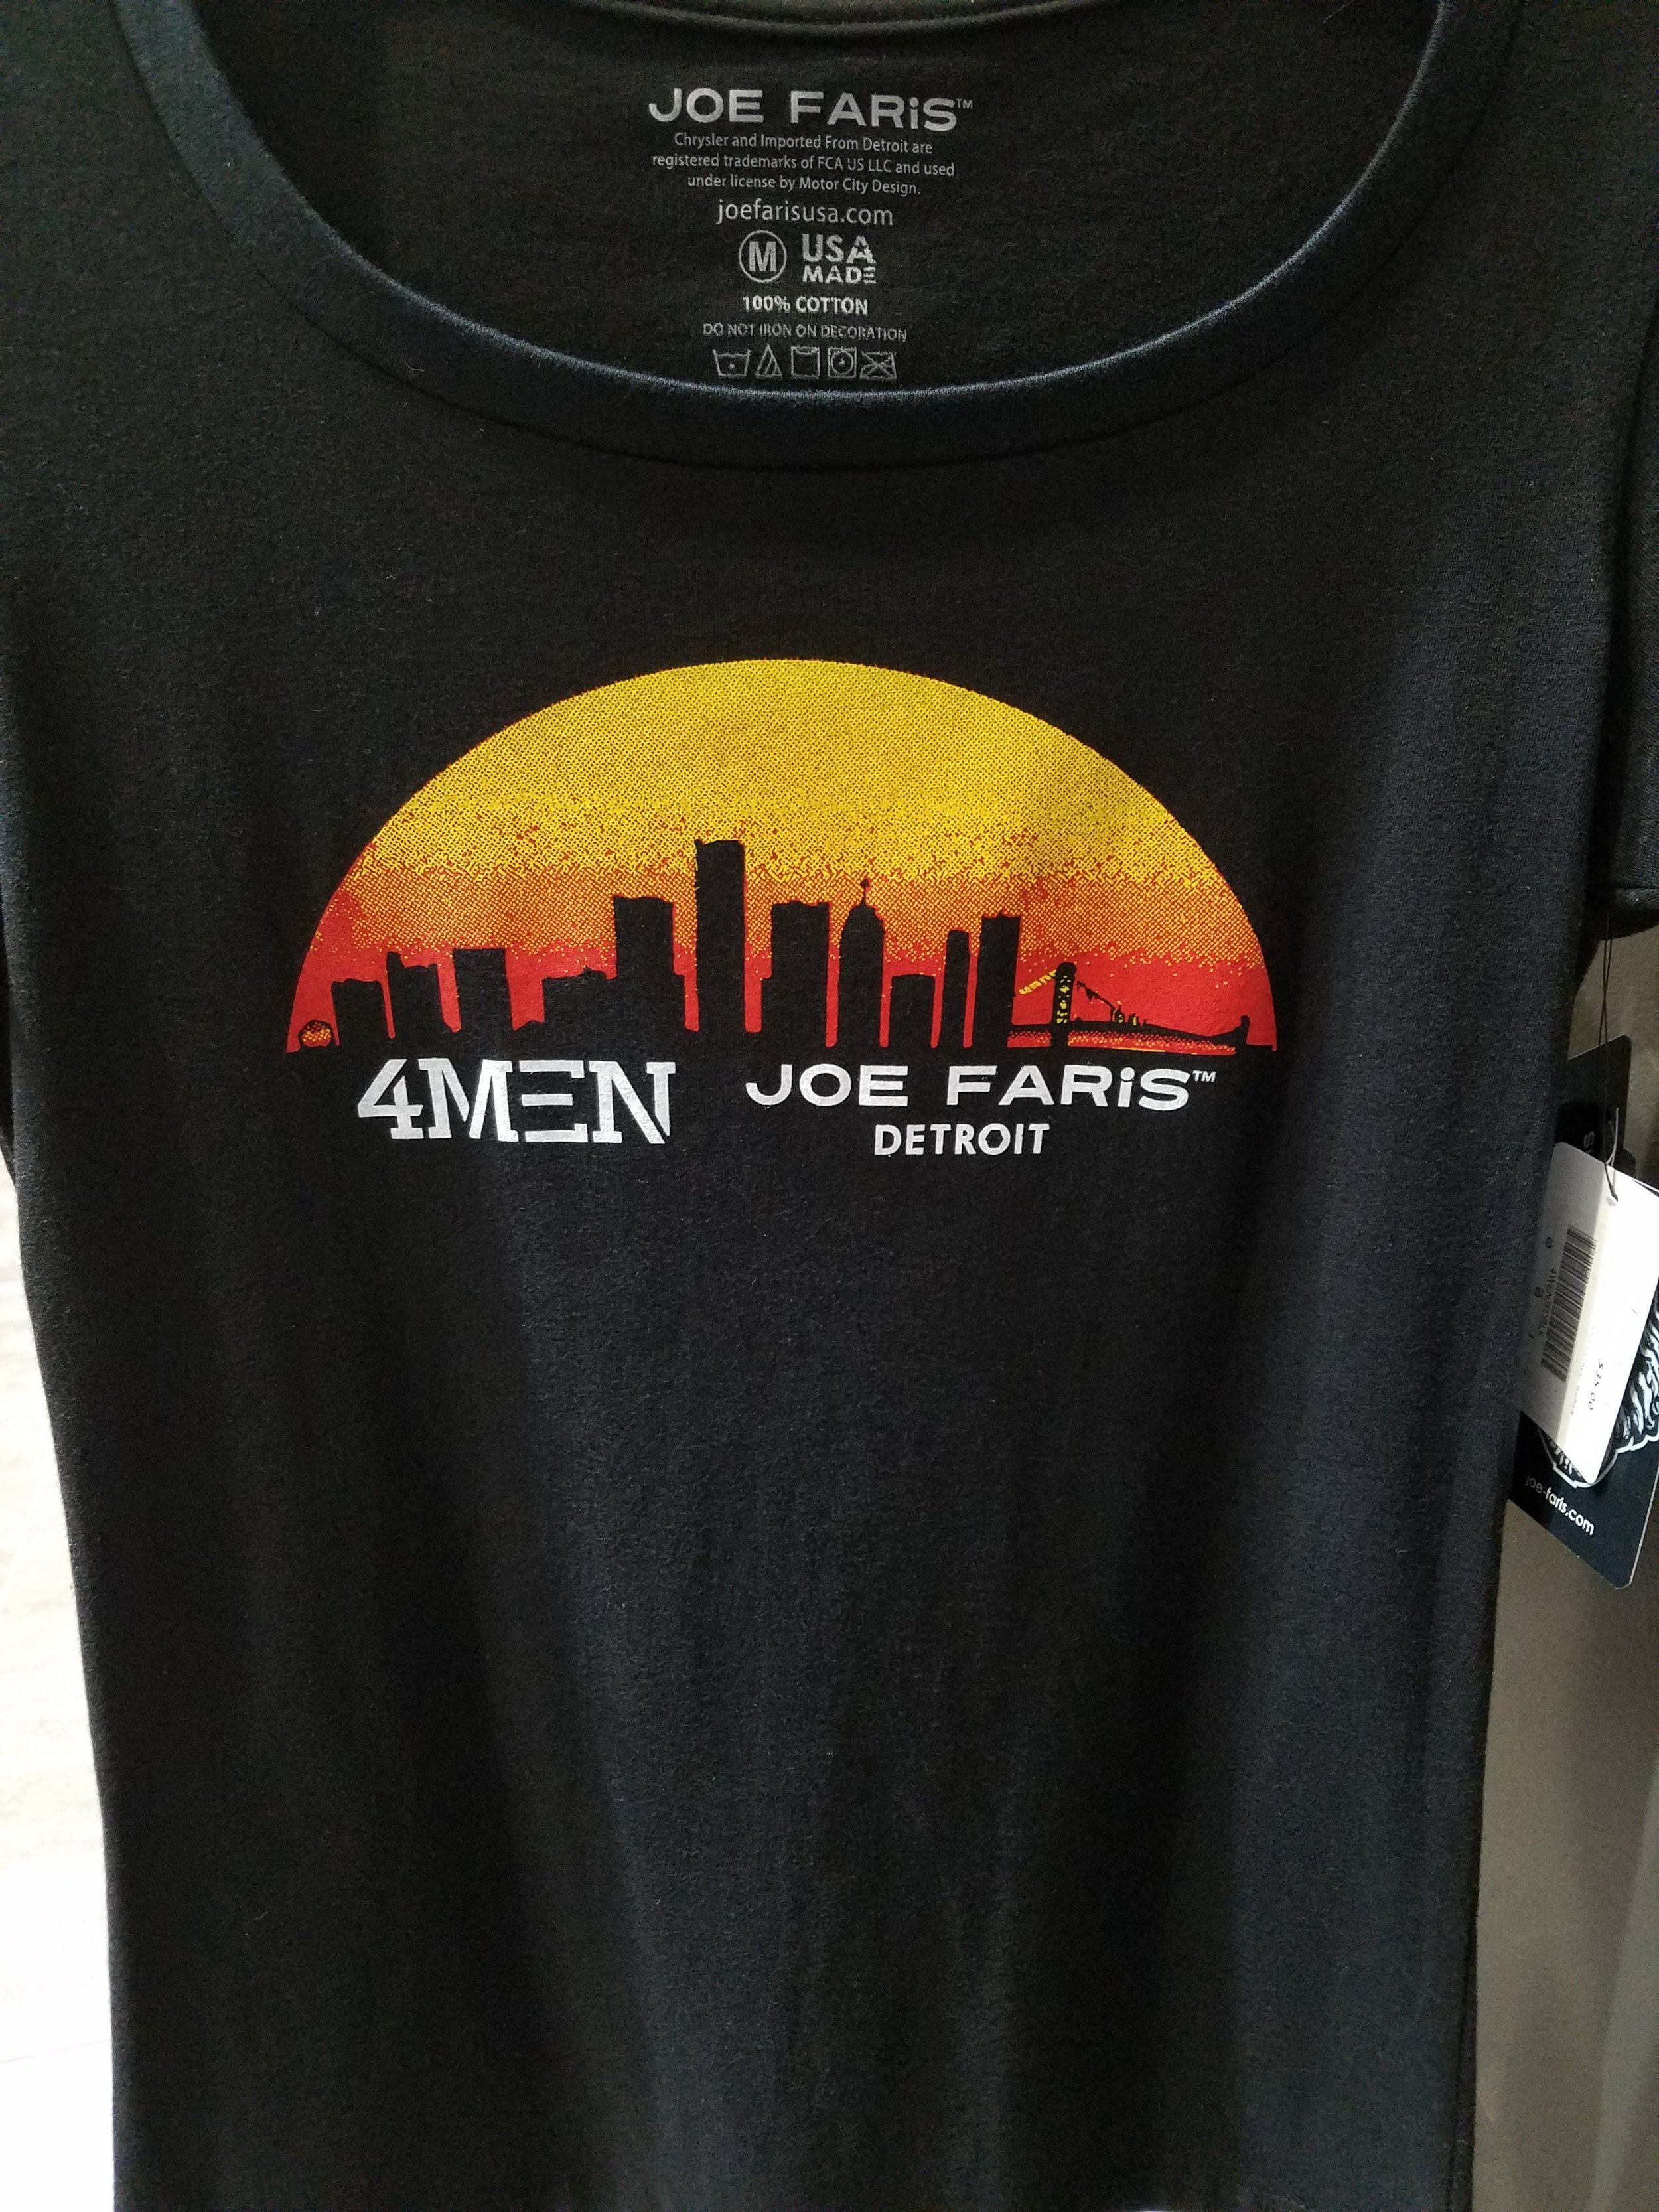 JOE FARiS™
Chrysler and Imported From Detroit are
registered trademarks of FCA US LLC and used
under license by Motor City Design.
joefarisusa.com
M USA
MADE
100% COTTON
DO NOT IRON ON DECORATION
4MEN JOE FARiS™
DETROIT
joe-faris.com